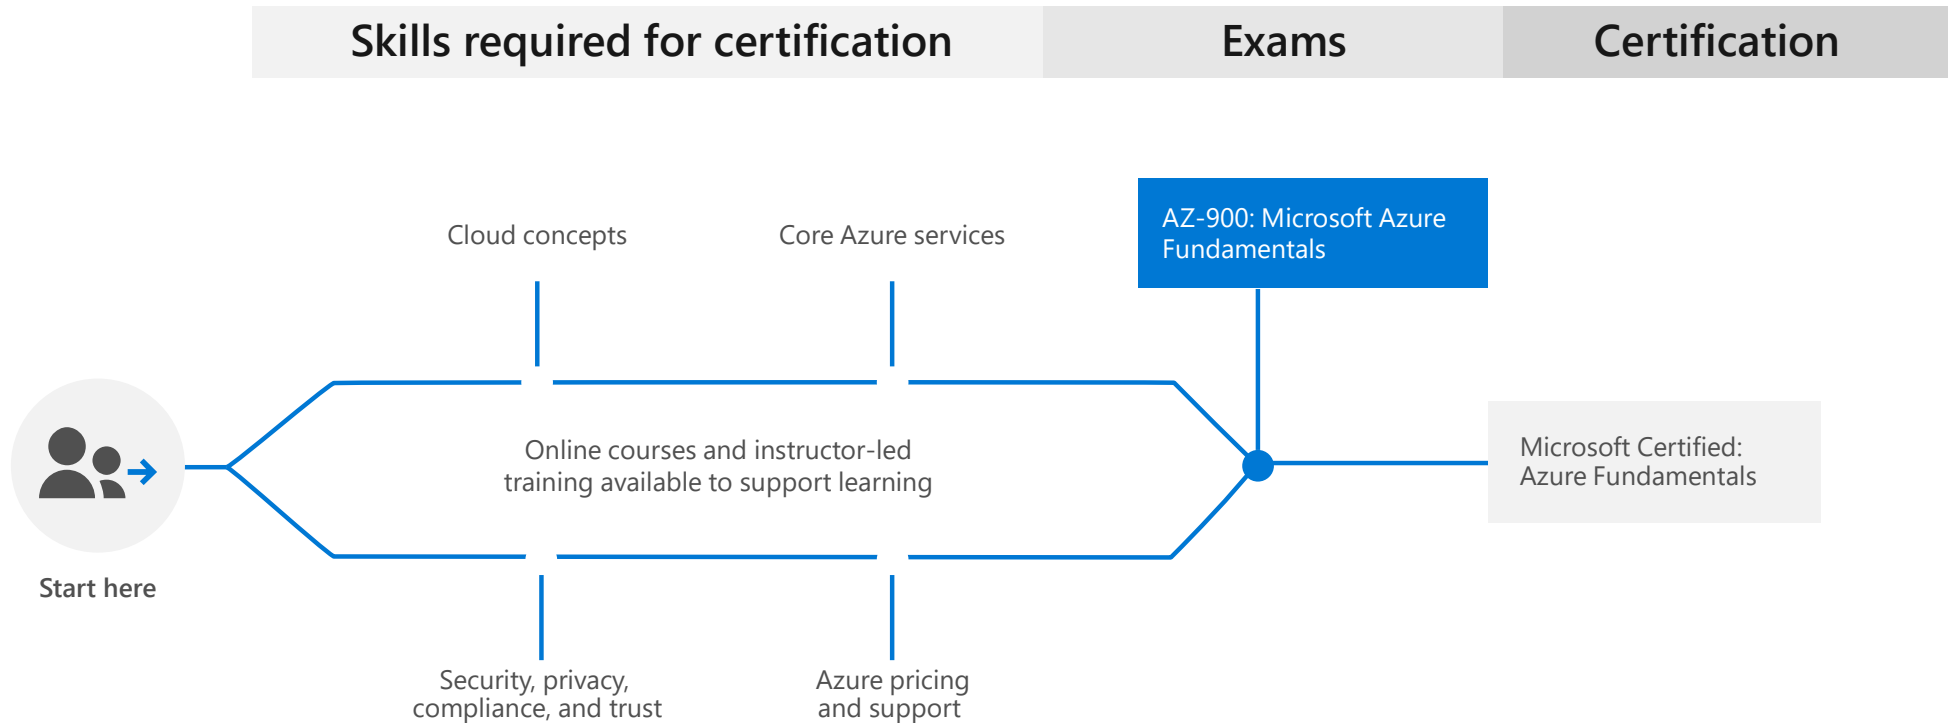 Skills required for certification
Exams
Certification
AZ-900: Microsoft Azure
Fundamentals
Cloud concepts
Core Azure services
Online courses and instructor-led
training available to support learning
Microsoft Certified:
Azure Fundamentals
Start here
Security, privacy,
compliance, and trust
Azure pricing
and support